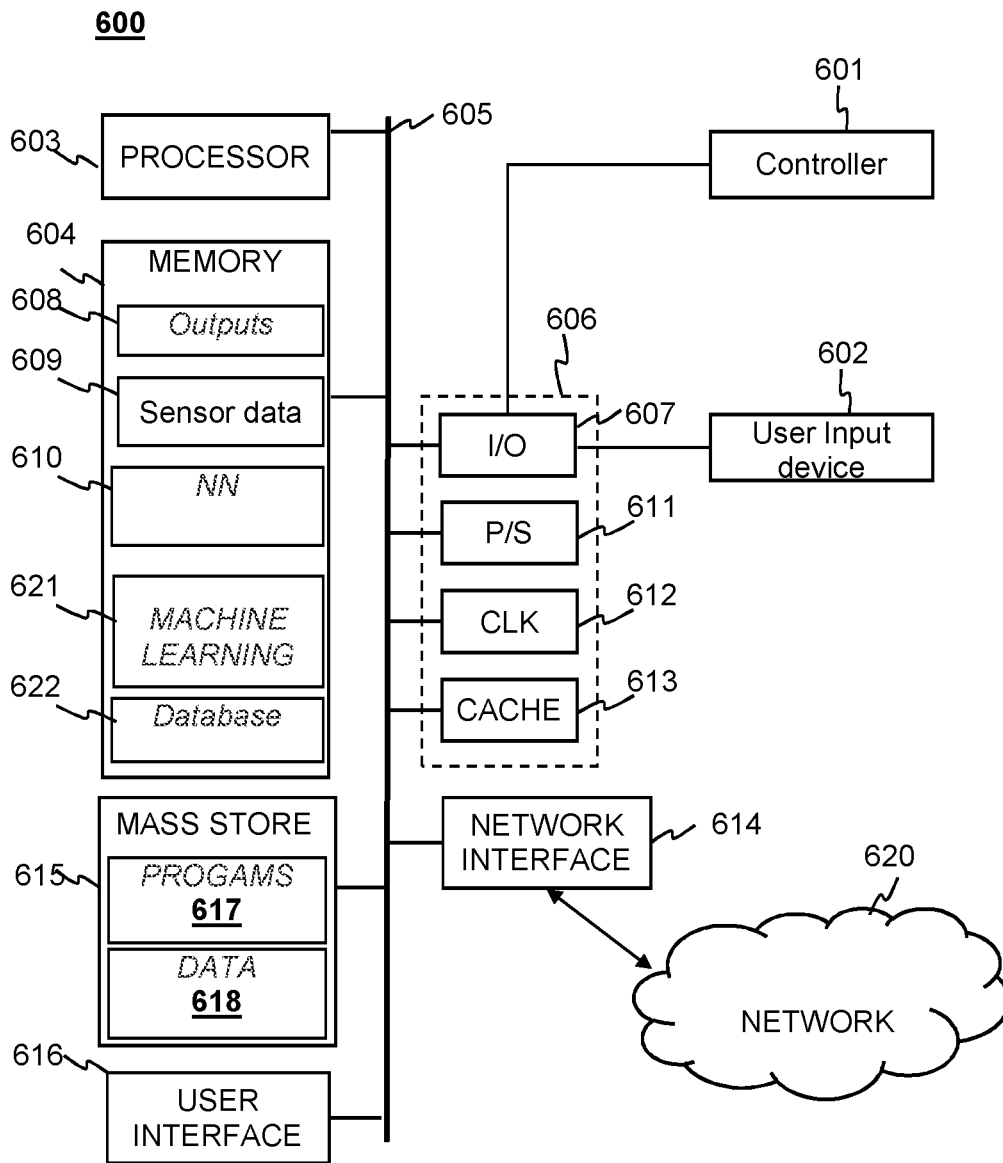 600
601
605
603
PROCESSOR
Controller
604
MEMORY
608
Outputs
606
609
602
Sensor data
607
I/O
User Input
device
610
NN
611
P/S
621
MACHINE
LEARNING
612
CLK
622
Database
613
CACHE
MASS STORE
NETWORK
INTERFACE
614
615
PROGAMS
617
620
DATA
618
NETWORK
616
USER
INTERFACE